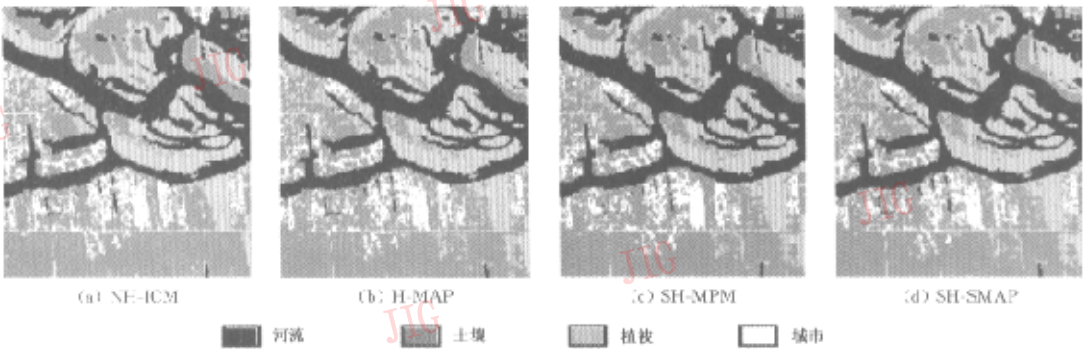 JIG
JIG
JIG
JIG
JIG
(a) NH-ICM (b) H-MAP (c) SH-MPM (d) SH-SMAP
河流 土壤 植被 城市